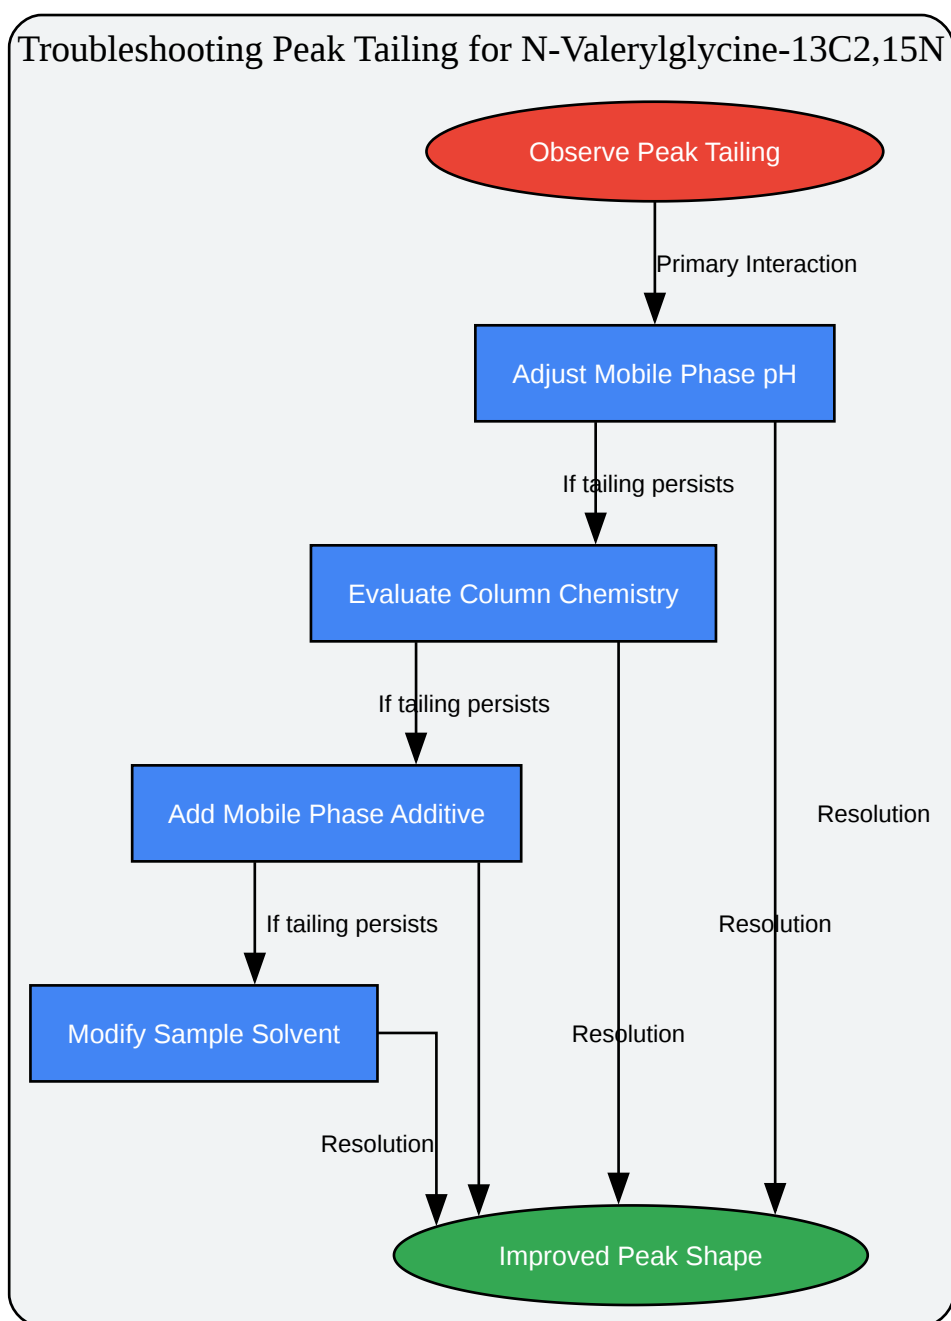 Troubleshooting Peak Tailing for N-Valerylglycine-13C2,15N
Observe Peak Tailing
Primary Interaction
Adjust Mobile Phase pH
If tailing persists
Evaluate Column Chemistry
If tailing persists
Add Mobile Phase Additive
Resolution
If tailing persists
Resolution
Modify Sample Solvent
Resolution
Resolution
Improved Peak Shape